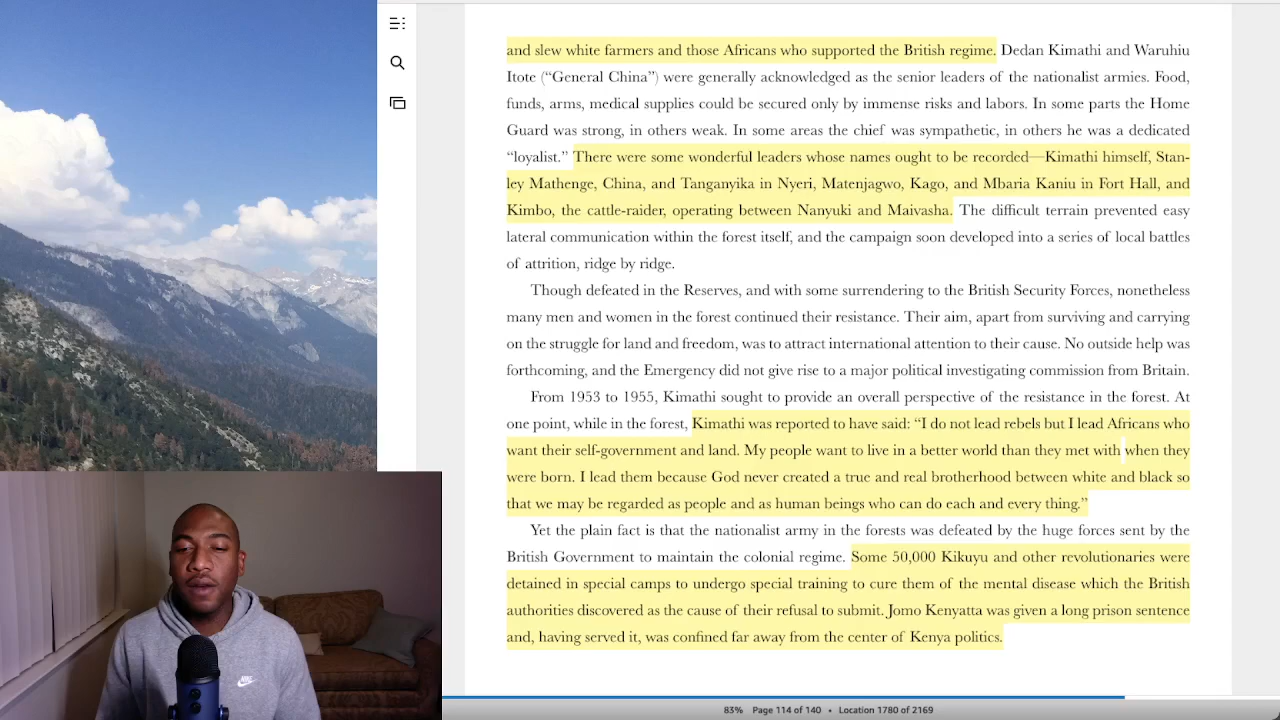 and slew white farmers and those Africans who supported the British regime. Dedan Kimathi and Waruhiu
Itote (“General China”) were generally acknowledged as the senior leaders of the nationalist armies. Food,
funds, arms, medical supplies could be secured only by immense risks and labors. In some parts the Home
Guard was strong, in others weak. In some areas the chief was sympathetic, in others he was a dedicated
“loyalist.” There were some wonderful leaders whose names ought to be recorded—Kimathi himself, Stan-
ley Mathenge, China, and Tanganyika in Nyeri, Matenjagwo, Kago, and Mbaria Kaniu in Fort Hall, and
Kimbo, the cattle-raider, operating between Nanyuki and Maivasha. The difficult terrain prevented easy
lateral communication within the forest itself, and the campaign soon developed into a series of local battles
of attrition, ridge by ridge.
Though defeated in the Reserves, and with some surrendering to the British Security Forces, nonetheless
many men and women in the forest continued their resistance. Their aim, apart from surviving and carrying
on the struggle for land and freedom, was to attract international attention to their cause. No outside help was
forthcoming, and the Emergency did not give rise to a major political investigating commission from Britain.
From 1953 to 1955, Kimathi sought to provide an overall perspective of the resistance in the forest. At
one point, while in the forest, Kimathi was reported to have said: “I do not lead rebels but I lead Africans who
want their self-government and land. My people want to live in a better world than they met with when they
were born. I lead them because God never created a true and real brotherhood between white and black so
that we may be regarded as people and as human beings who can do each and every thing.”
Yet the plain fact is that the nationalist army in the forests was defeated by the huge forces sent by the
British Government to maintain the colonial regime. Some 50,000 Kikuyu and other revolutionaries were
detained in special camps to undergo special training to cure them of the mental disease which the British
authorities discovered as the cause of their refusal to submit. Jomo Kenyatta was given a long prison sentence
and, having served it, was confined far away from the center of Kenya politics.
83% Page 114 of 140 • Location 1780 of 2169